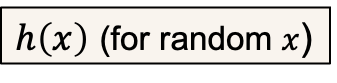 h(x) (for random x)